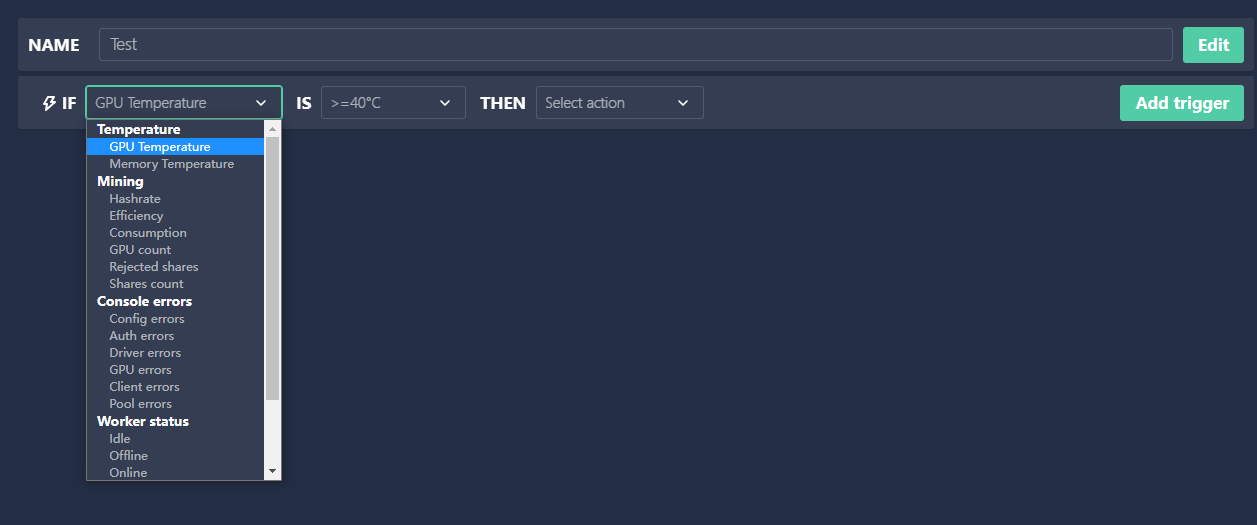 NAME Test Edit
IF GPU Temperature IS >=40°C THEN Select action Add trigger
Temperature
GPU Temperature
Memory Temperature
Mining
Hashrate
Efficiency
Consumption
GPU count
Rejected shares
Shares count
Console errors
Config errors
Auth errors
Driver errors
GPU errors
Client errors
Pool errors
Worker status
Idle
Offline
Online